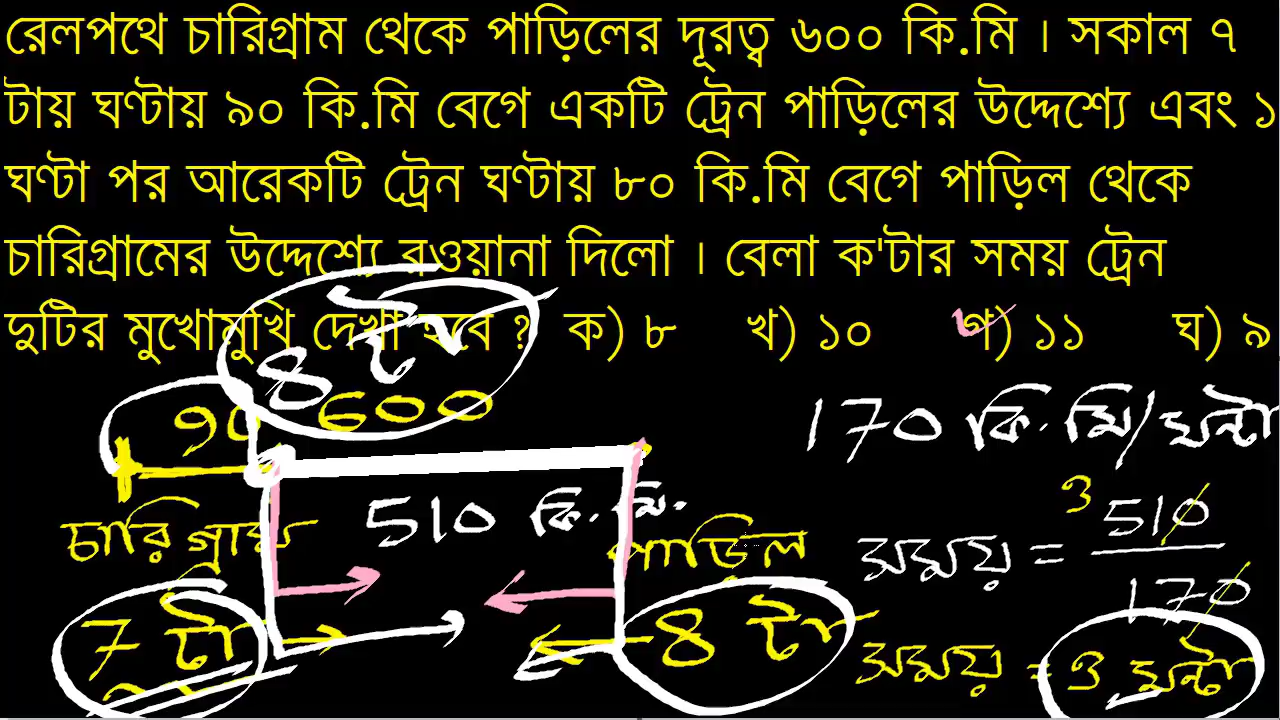 রেলপথে চারিগ্রাম থেকে পাড়িলের দূরত্ব ৬০০ কি.মি । সকাল ৭
টায় ঘণ্টায় ৯০ কি.মি বেগে একটি ট্রেন পাড়িলের উদ্দেশ্যে এবং ১
ঘণ্টা পর আরেকটি ট্রেন ঘণ্টায় ৮০ কি.মি বেগে পাড়িল থেকে
চারিগ্রামের উদ্দেশ্যে রওয়ানা দিলো । বেলা ক'টার সময় ট্রেন
দুটির মুখোমুখি দেখা হবে ? ক) ৮ খ) ১০ গ) ১১ ঘ) ৯
8 টায়
90 600
170 কি.মি/ঘন্টা
চারিগ্রাম 510 কি.মি. পাড়িল
সময় = 510
170
৩
7 টা 8 টা
সময় = ৩ ঘন্টা